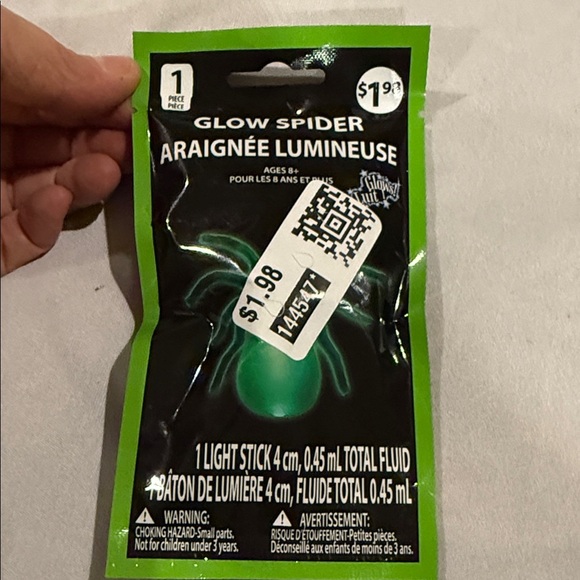 1
PIECE
PIÈCE
$1.98
GLOW SPIDER
ARAIGNÉE LUMINEUSE
AGES 8+
POUR LES 8 ANS ET PLUS
Glows!
Luit
$1.98
144547*
1 LIGHT STICK 4 cm, 0.45 mL TOTAL FLUID
1 BÂTON DE LUMIÈRE 4 cm, FLUIDE TOTAL 0.45 mL
WARNING:
CHOKING HAZARD-Small parts.
Not for children under 3 years.
AVERTISSEMENT:
RISQUE D'ÉTOUFFEMENT-Petites pièces.
Déconseillé aux enfants de moins de 3 ans.